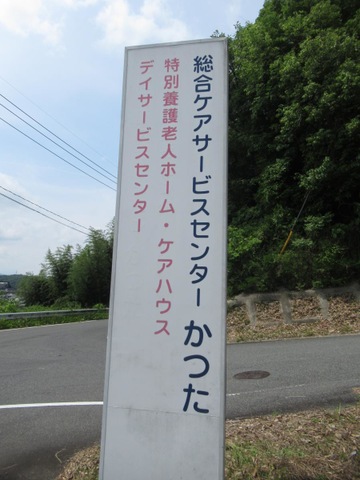 総合ケアサービスセンター かつた
特別養護老人ホーム・ケアハウス
デイサービスセンター